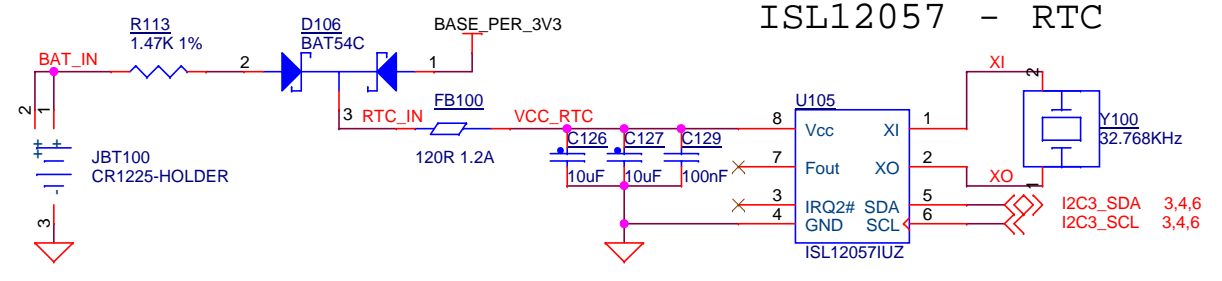 ISL12057 - RTC
R113
1.47K 1%
D106
BAT54C
BASE_PER_3V3
BAT_IN
2
1
3
RTC_IN
FB100
120R 1.2A
VCC_RTC
2
1
++
JBT100
CR1225-HOLDER
3
C126
10uF
C127
10uF
C129
100nF
U105
8 Vcc XI 1
7 Fout XO 2
3 IRQ2# SDA 5
4 GND SCL 6
ISL12057IUZ
XI
2
Y100
32.768KHz
XO
1
I2C3_SDA 3,4,6
I2C3_SCL 3,4,6